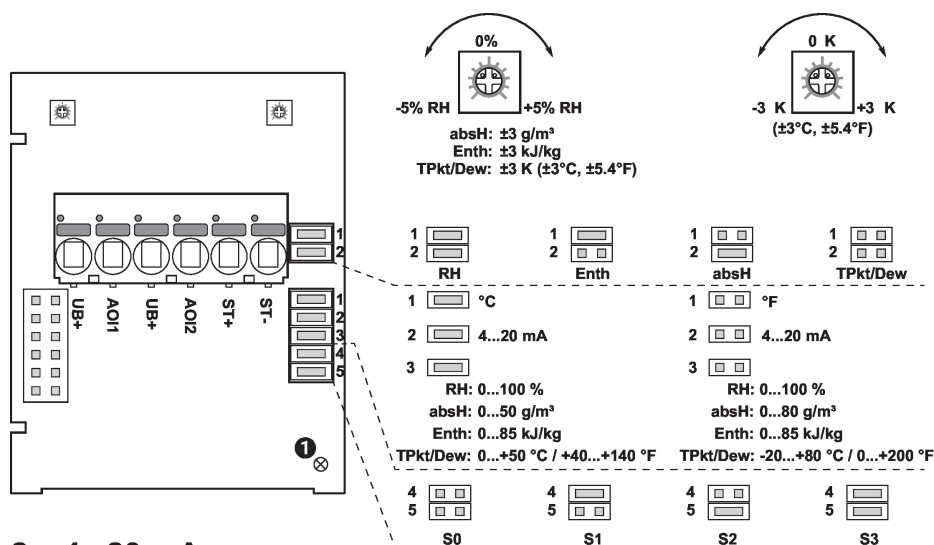 0%
-5% RH +5% RH
absH: ±3 g/m³
Enth: ±3 kJ/kg
TPkt/Dew: ±3 K (±3°C, ±5.4°F)
0 K
-3 K +3 K
(±3°C, ±5.4°F)
1
2
UB+ AOI1 UB+ AOI2 ST+ ST-
1
2
3
4
5
1
1
2
RH
1
2
Enth
1
2
absH
1
2
TPkt/Dew
1 °C
2 4...20 mA
3
RH: 0...100 %
absH: 0...50 g/m³
Enth: 0...85 kJ/kg
TPkt/Dew: 0...+50 °C / +40...+140 °F
1 °F
2 4...20 mA
3
RH: 0...100 %
absH: 0...80 g/m³
Enth: 0...85 kJ/kg
TPkt/Dew: -20...+80 °C / 0...+200 °F
4
5
S0
4
5
S1
4
5
S2
4
5
S3